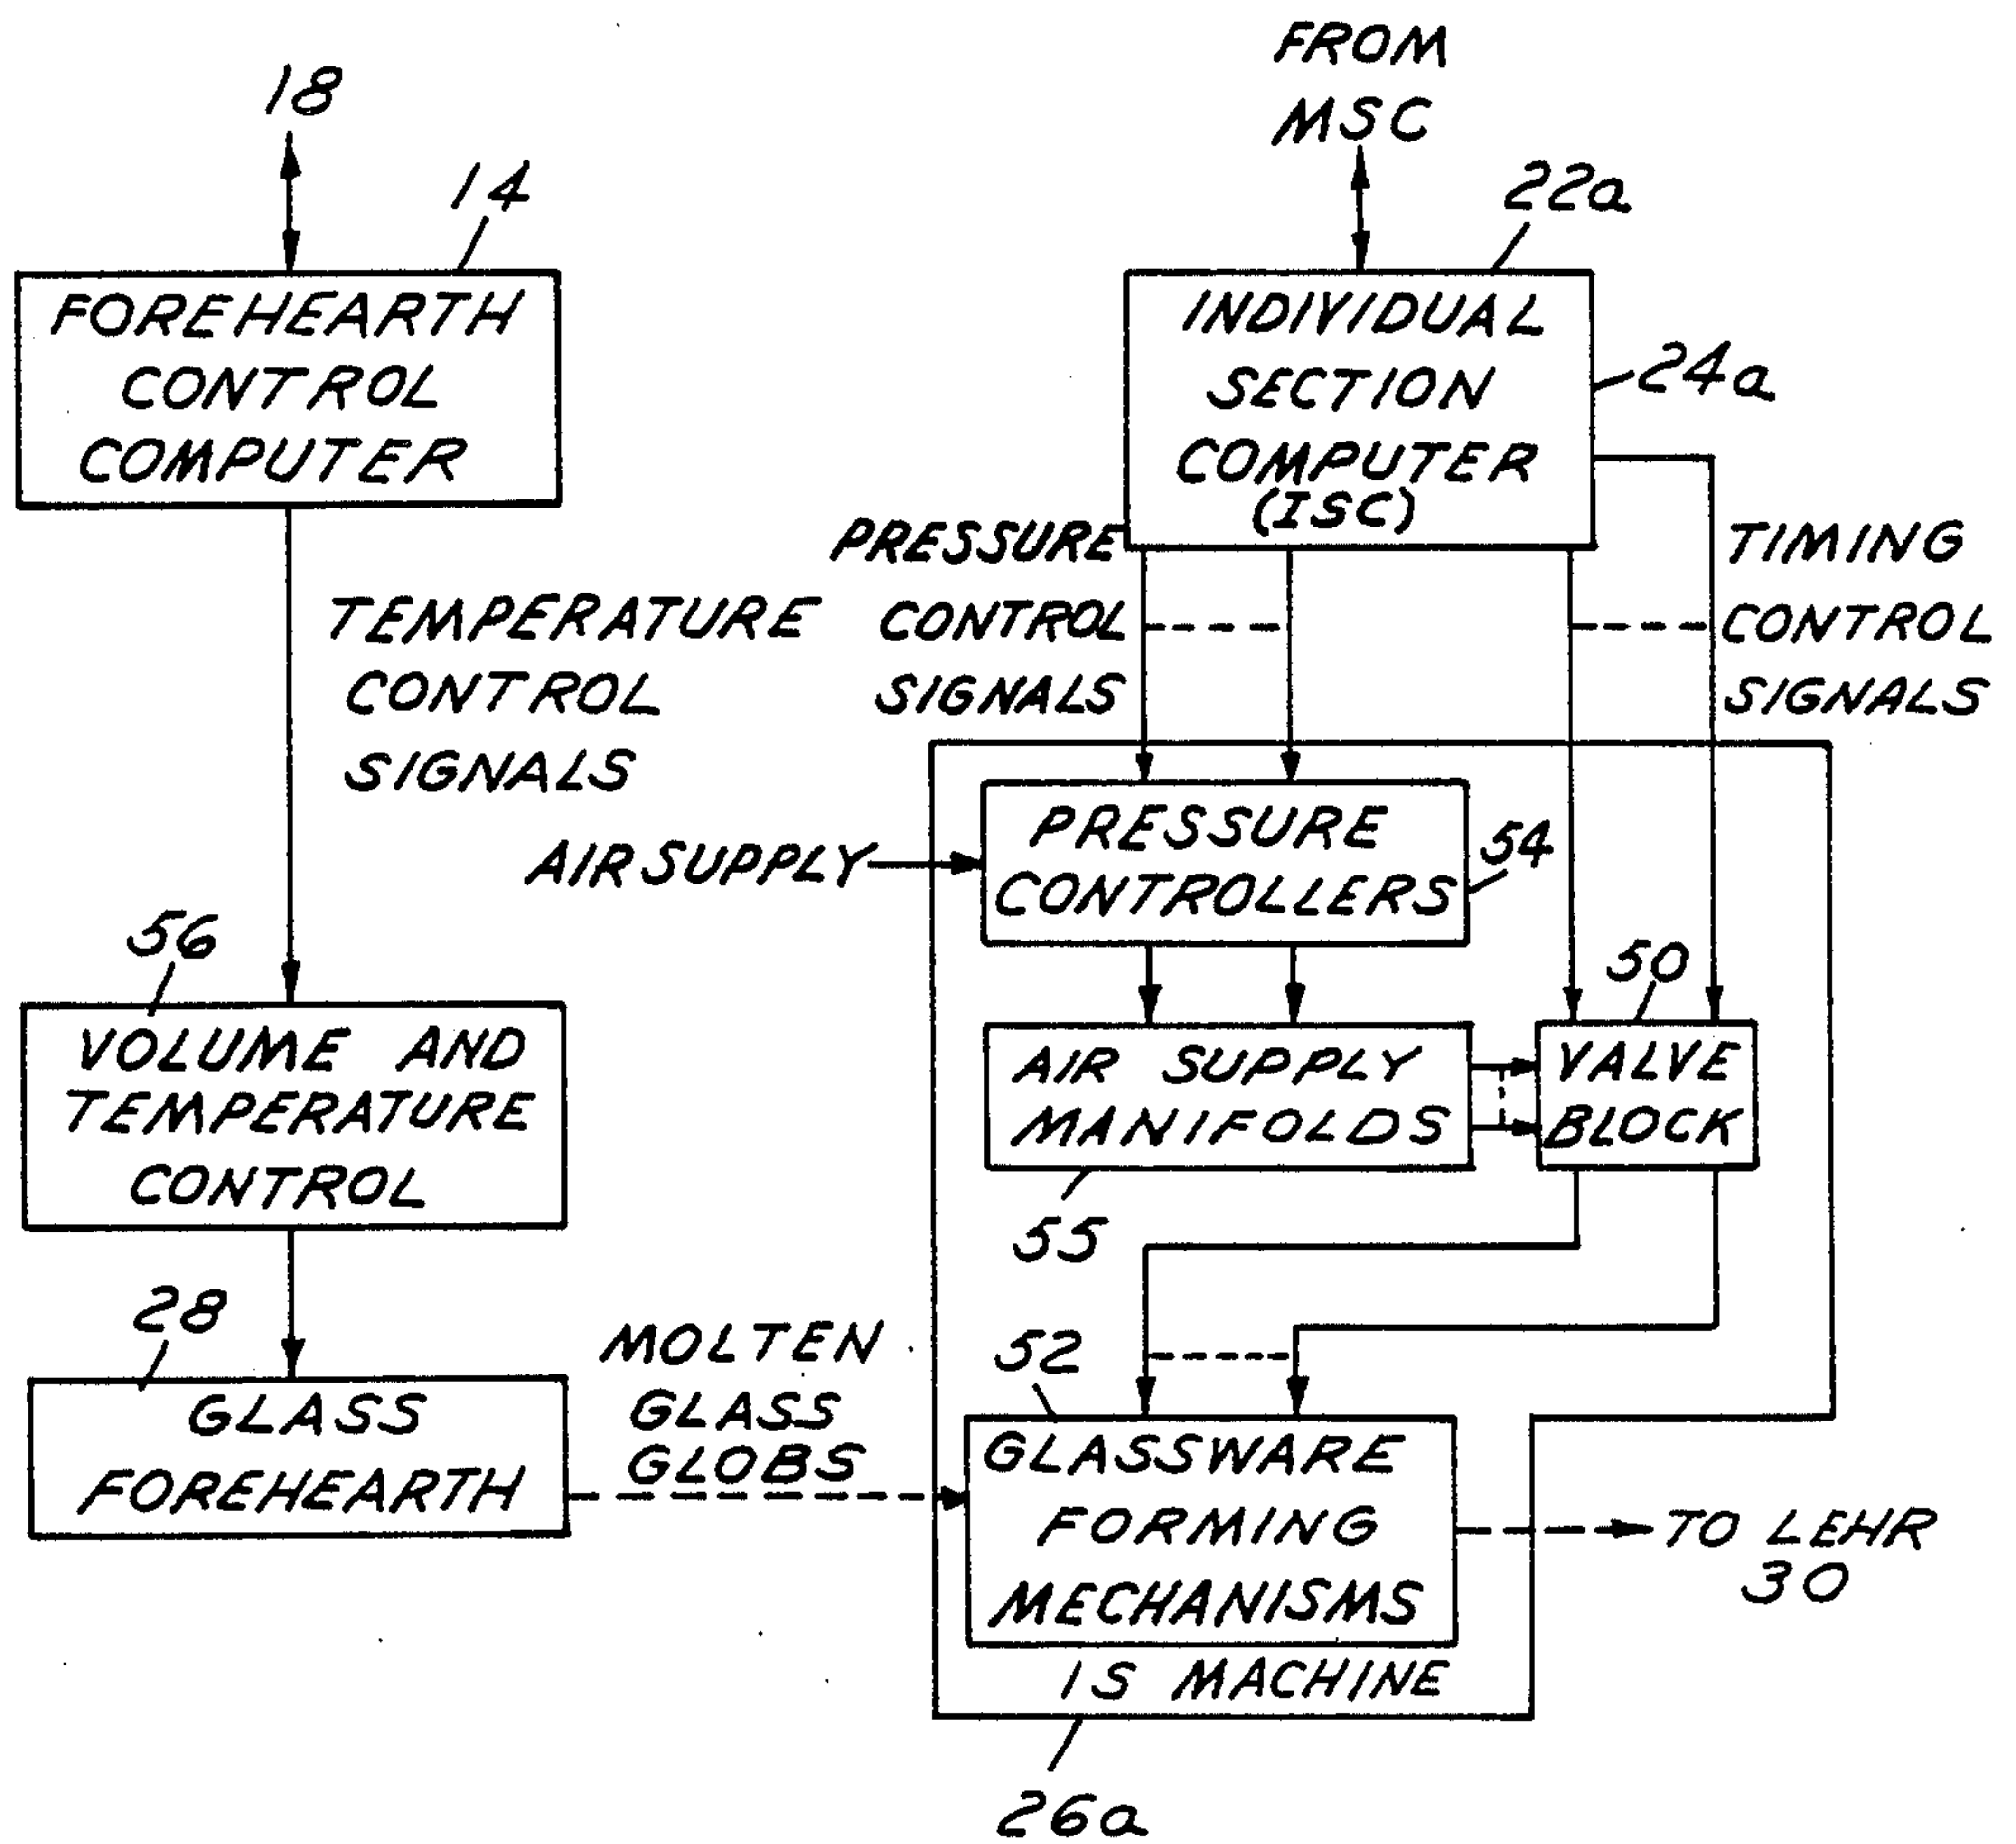 18
14
FOREHEARTH
CONTROL
COMPUTER
TEMPERATURE
CONTROL
SIGNALS
56
VOLUME AND
TEMPERATURE
CONTROL
28
GLASS
FOREHEARTH
MOLTEN
GLASS
GLOBS
FROM
MSC
22a
INDIVIDUAL
SECTION
COMPUTER
(ISC)
24a
PRESSURE
CONTROL
SIGNALS
TIMING
CONTROL
SIGNALS
AIR SUPPLY
PRESSURE
CONTROLLERS
54
50
AIR SUPPLY
MANIFOLDS
55
VALVE
BLOCK
52
GLASSWARE
FORMING
MECHANISMS
TO LEHR
30
IS MACHINE
26a